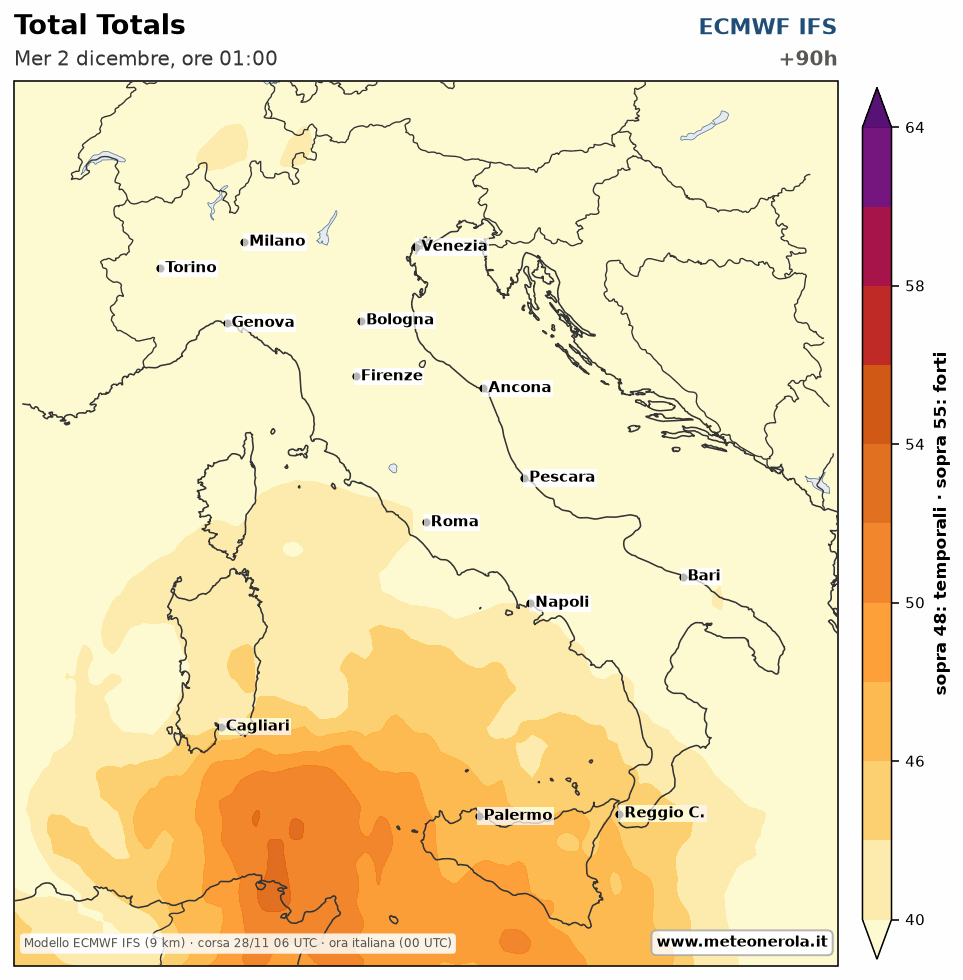 Total Totals
ECMWF IFS
Mer 2 dicembre, ore 01:00
+90h
Milano
Venezia
Torino
Genova
Bologna
Firenze
Ancona
Pescara
Roma
Bari
Napoli
Cagliari
Palermo
Reggio C.
64
58
54
50
46
40
sopra 48: temporali · sopra 55: forti
Modello ECMWF IFS (9 km) · corsa 28/11 06 UTC · ora italiana (00 UTC)
www.meteonerola.it